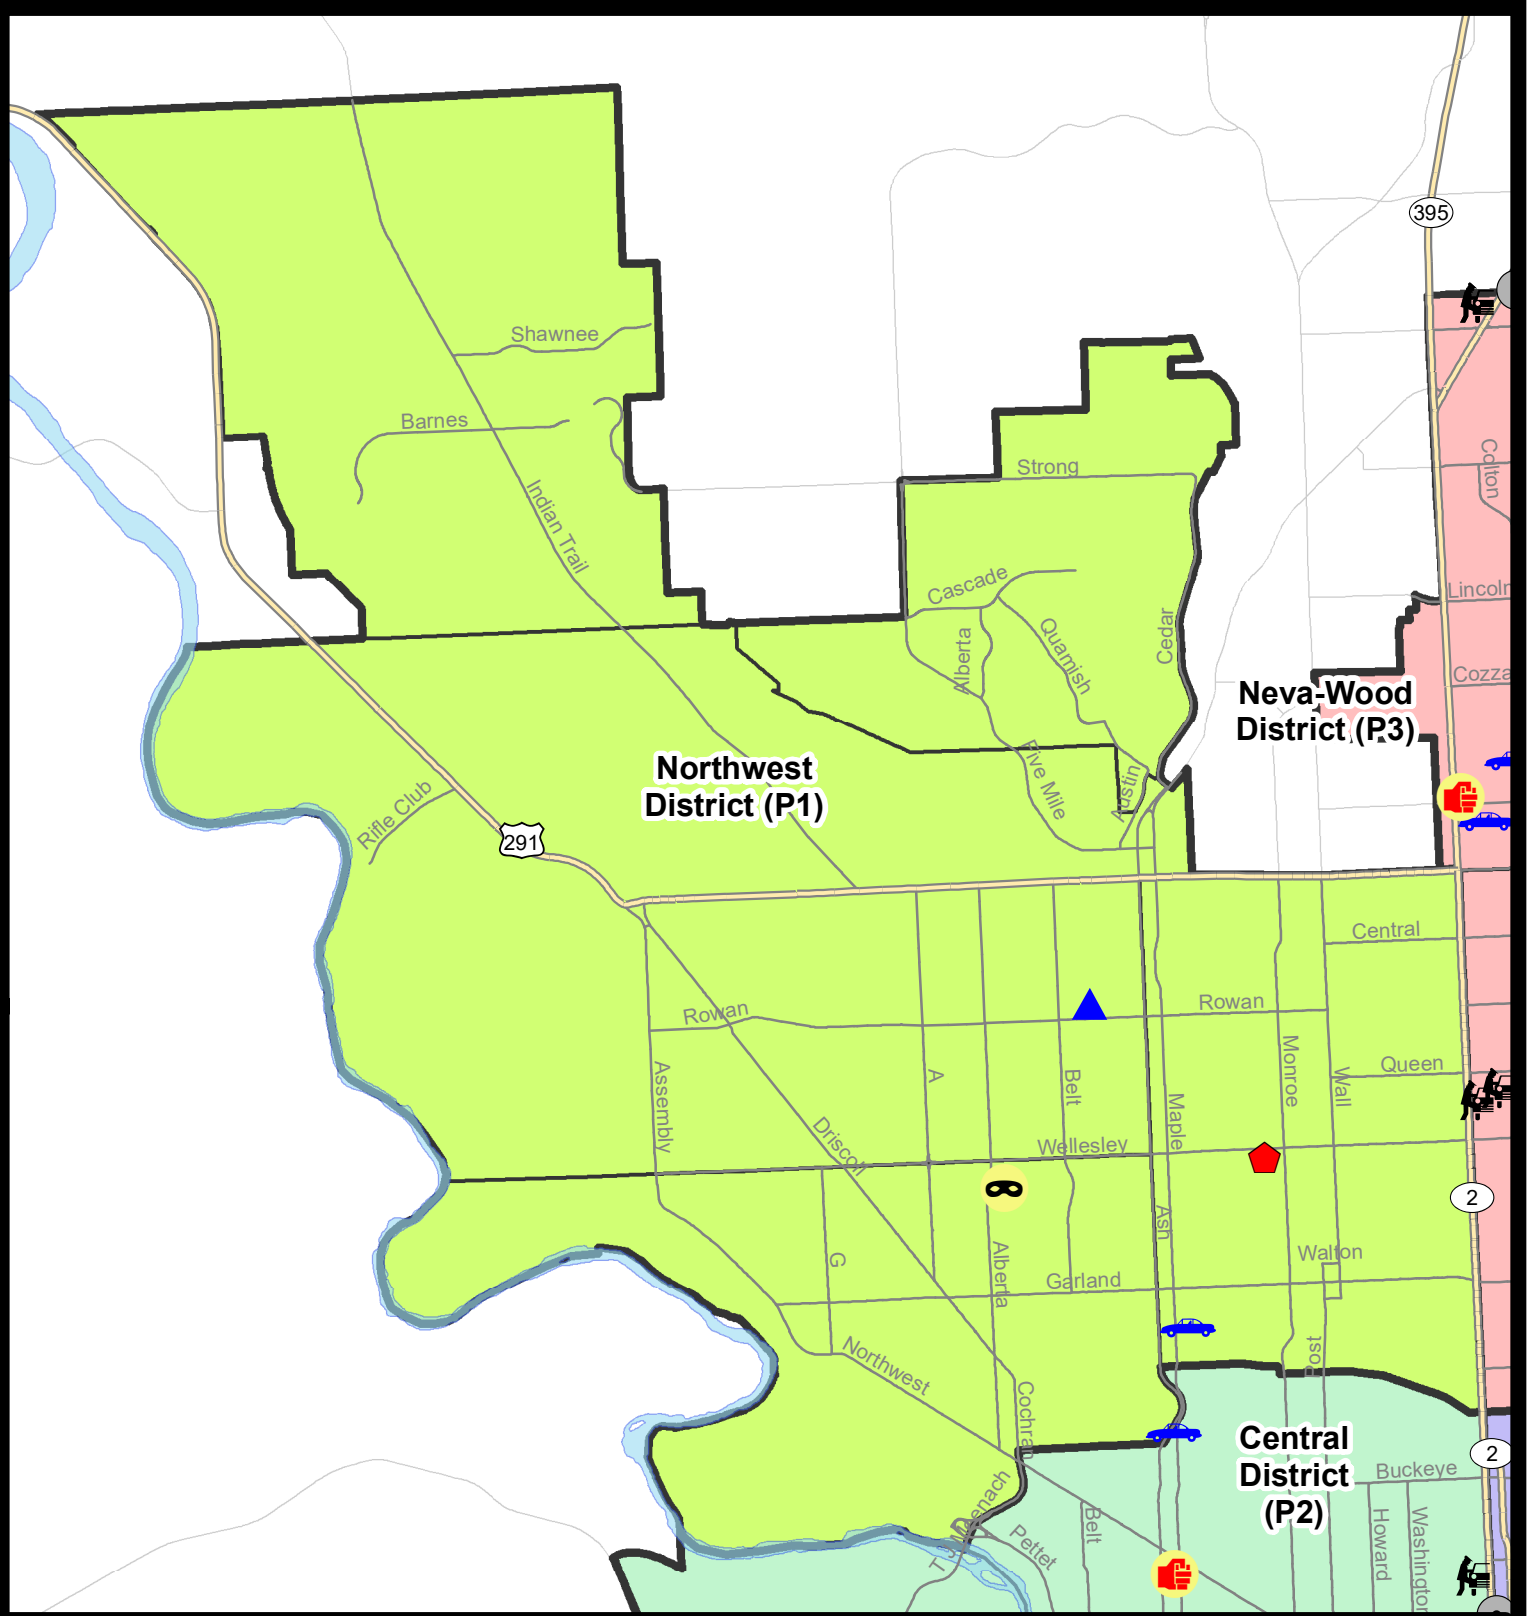 395
Shawnee
Barnes
Colton
Strong
Indian Trail
Cascade
Lincoln
Alberta
Quamish
Cedar
Cozza
Neva-Wood
District (P3)
Northwest
District (P1)
Five Mile
Austin
Rifle Club
291
Central
Rowan
Rowan
Assembly
A
Belt
Monroe
Wall
Queen
Driscoll
Maple
Wellesley
2
Ash
Alberta
G
Walton
Garland
Northwest
Post
Cochran
Central
District
(P2)
2
Buckeye
Meenach
Pettet
Belt
Howard
Washington
T